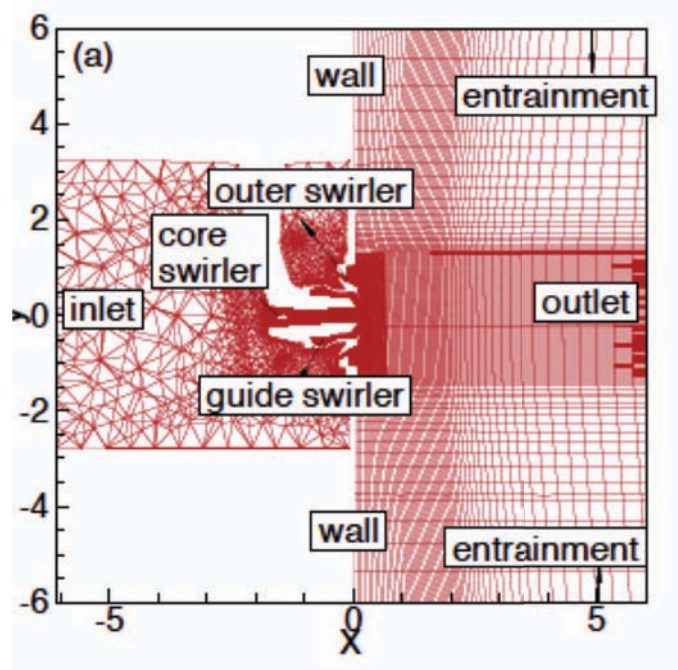 6
(a)
wall
entrainment
4
outer swirler
2
core
swirler
inlet
outlet
y
0
guide swirler
-2
-4
wall
entrainment
-6
-5
0
5
X